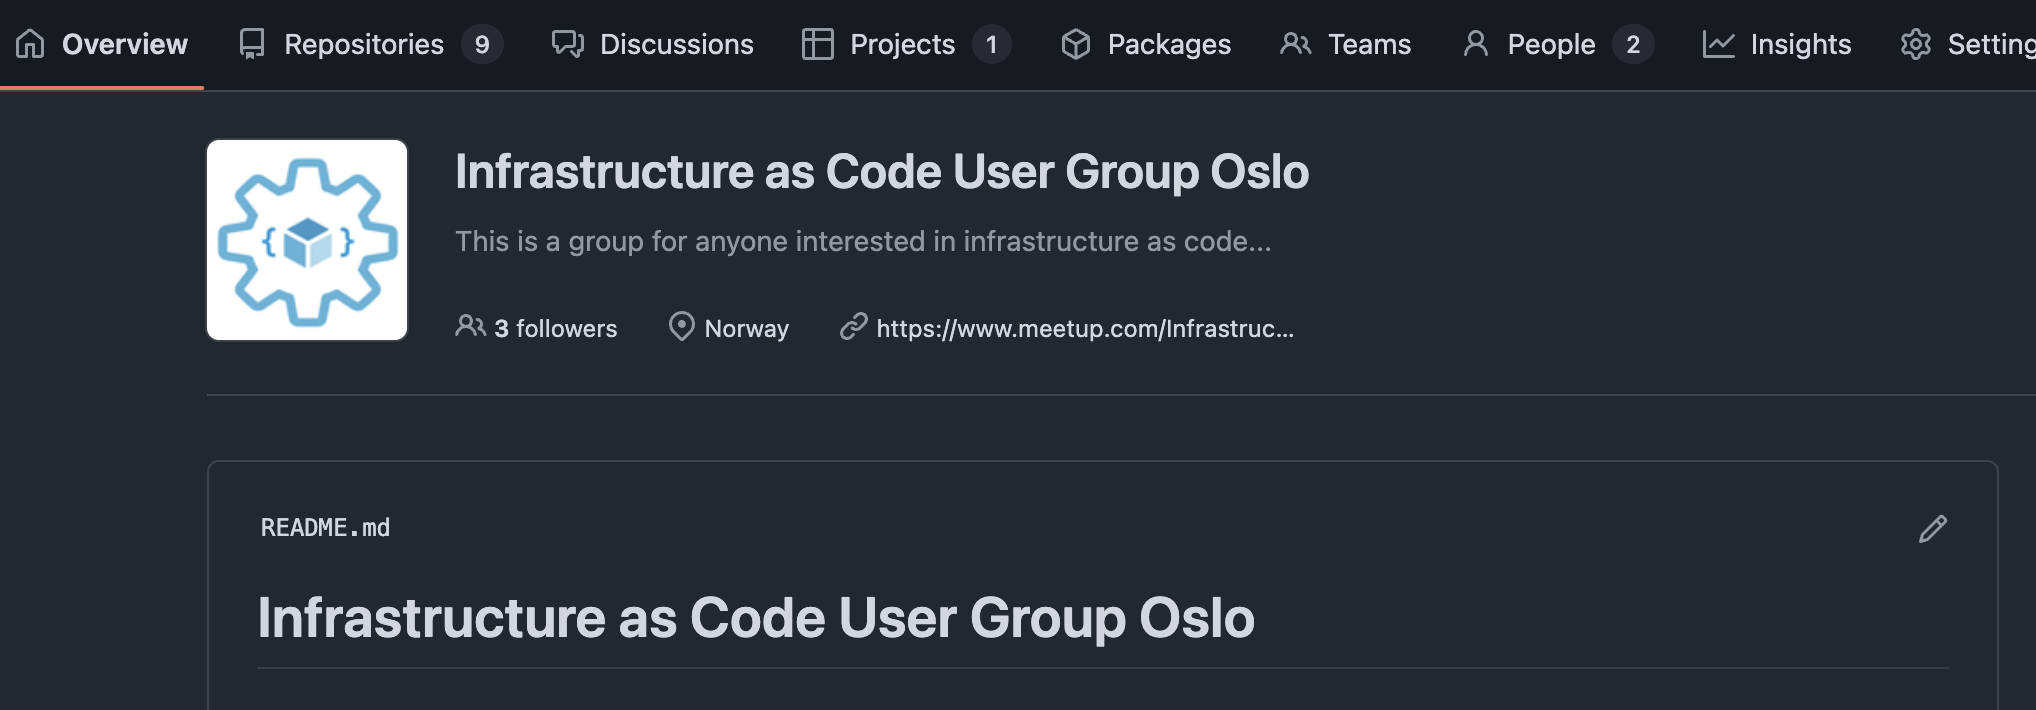 Overview Repositories 9 Discussions Projects 1 Packages Teams People 2 Insights Setting
Infrastructure as Code User Group Oslo
This is a group for anyone interested in infrastructure as code...
3 followers Norway https://www.meetup.com/Infrastruc...
README.md
Infrastructure as Code User Group Oslo